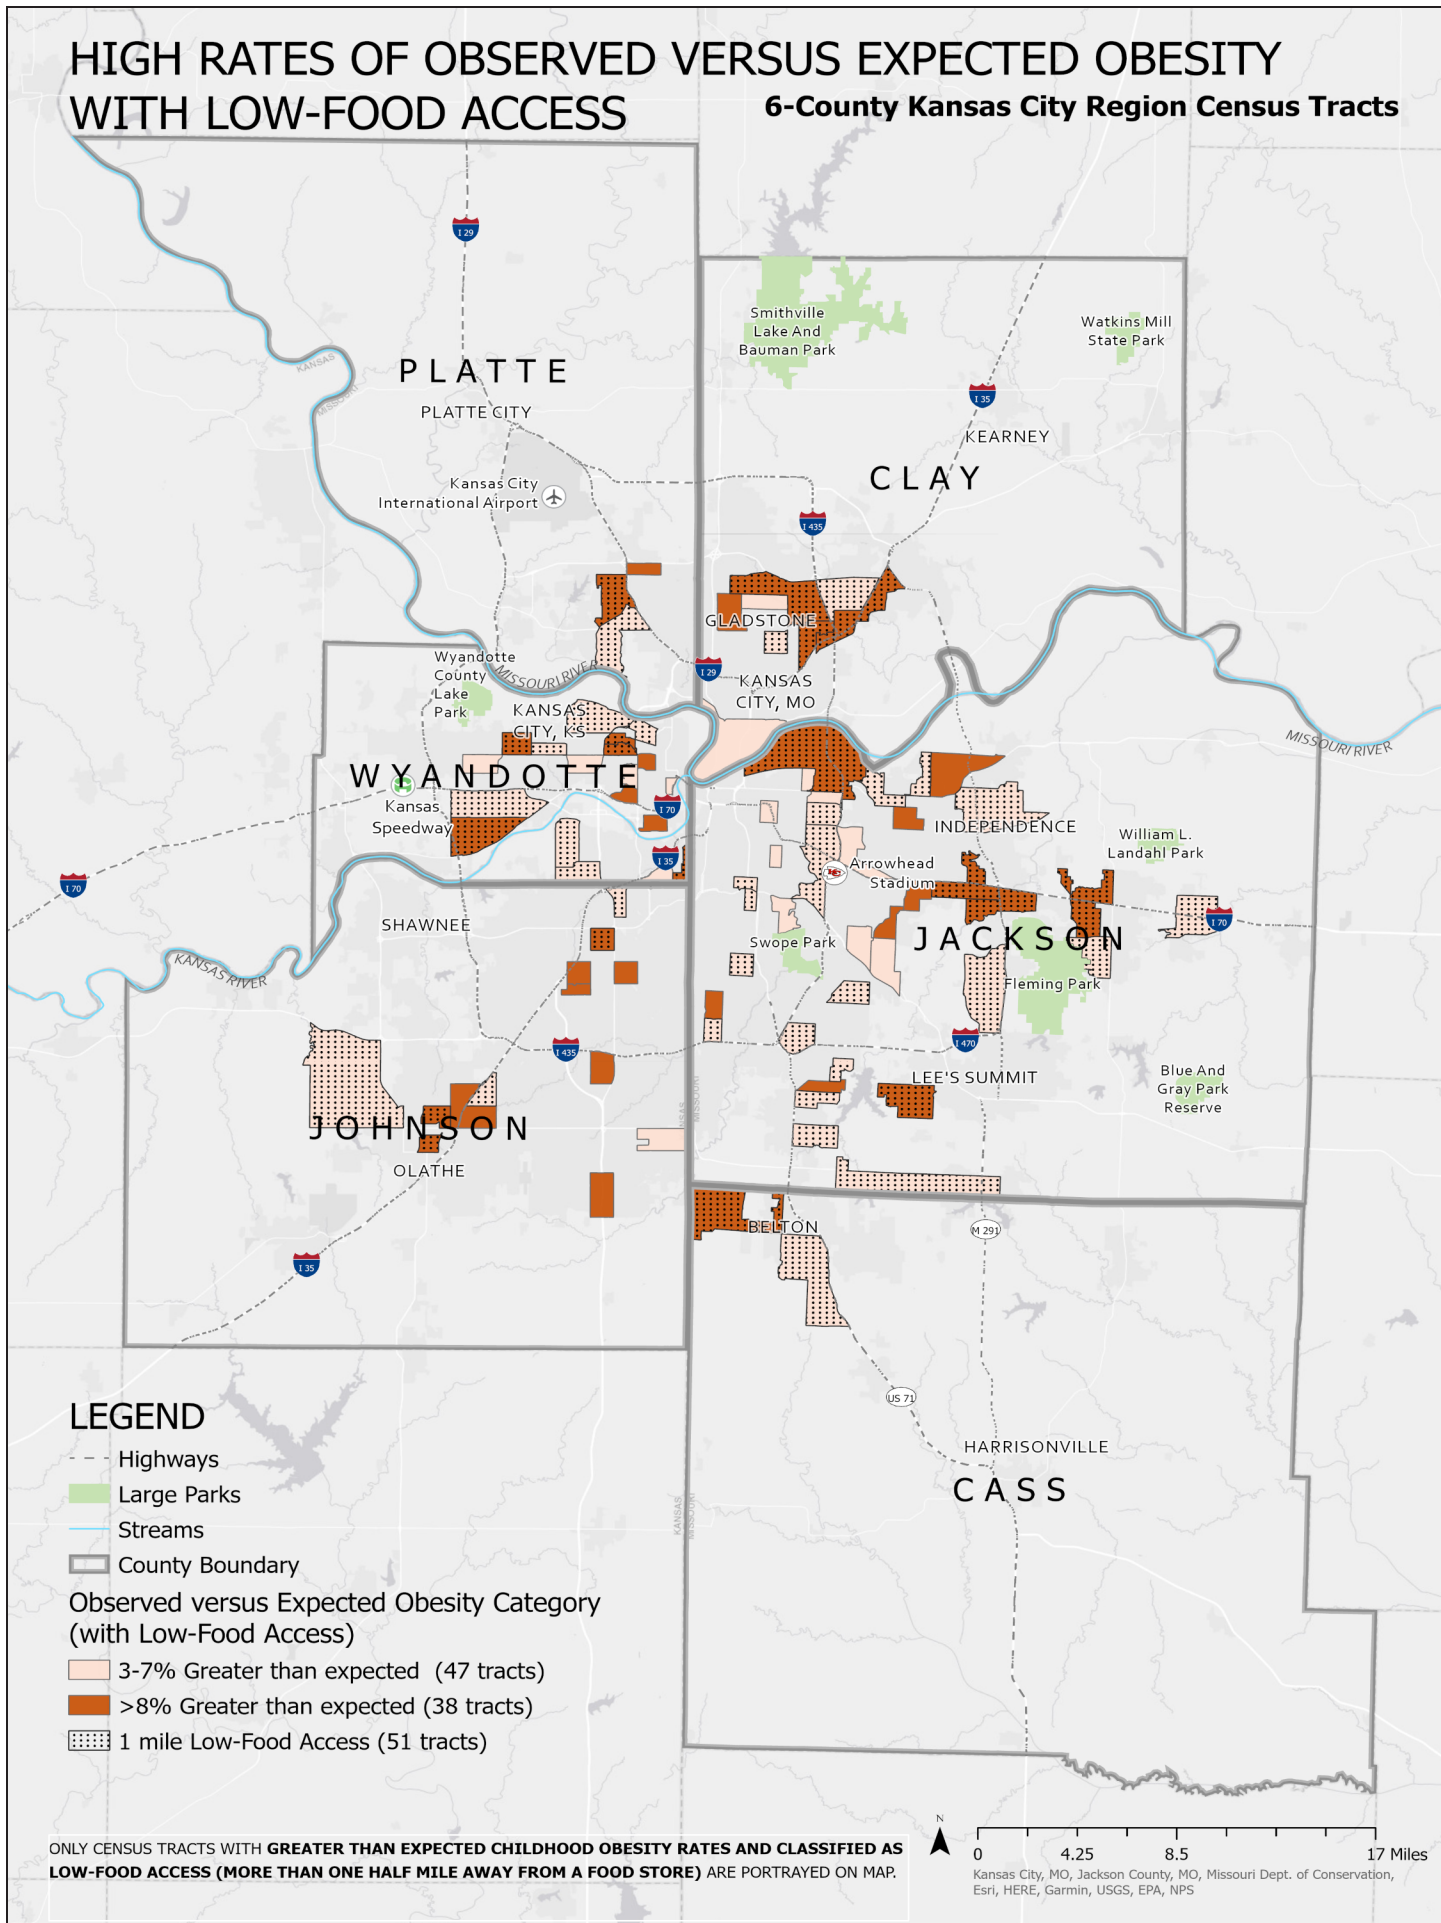 HIGH RATES OF OBSERVED VERSUS EXPECTED OBESITY
WITH LOW-FOOD ACCESS
6-County Kansas City Region Census Tracts
I 29
Smithville
Lake And
Bauman Park
Watkins Mill
State Park
KANSAS
MISSOURI
PLATTE
PLATTE CITY
I 35
KEARNEY
CLAY
Kansas City
International Airport
I 435
GLADSTONE
Wyandotte
County
Lake
Park
MISSOURI RIVER
I 29
KANSAS
CITY, MO
KANSAS
CITY, KS
MISSOURI RIVER
WYANDOTTE
Kansas
Speedway
I 70
INDEPENDENCE
William L.
Landahl Park
I 35
Arrowhead
Stadium
KC
I 70
I 70
SHAWNEE
Swope Park
JACKSON
KANSAS RIVER
Fleming Park
I 435
I 470
LEE'S SUMMIT
Blue And
Gray Park
Reserve
KANSAS
MISSOURI
JOHNSON
OLATHE
BELTON
M 291
I 35
US 71
HARRISONVILLE
CASS
KANSAS
MISSOURI
LEGEND
Highways
Large Parks
Streams
County Boundary
Observed versus Expected Obesity Category
(with Low-Food Access)
3-7% Greater than expected (47 tracts)
>8% Greater than expected (38 tracts)
1 mile Low-Food Access (51 tracts)
ONLY CENSUS TRACTS WITH GREATER THAN EXPECTED CHILDHOOD OBESITY RATES AND CLASSIFIED AS
LOW-FOOD ACCESS (MORE THAN ONE HALF MILE AWAY FROM A FOOD STORE) ARE PORTRAYED ON MAP.
N
0 4.25 8.5 17 Miles
Kansas City, MO, Jackson County, MO, Missouri Dept. of Conservation,
Esri, HERE, Garmin, USGS, EPA, NPS